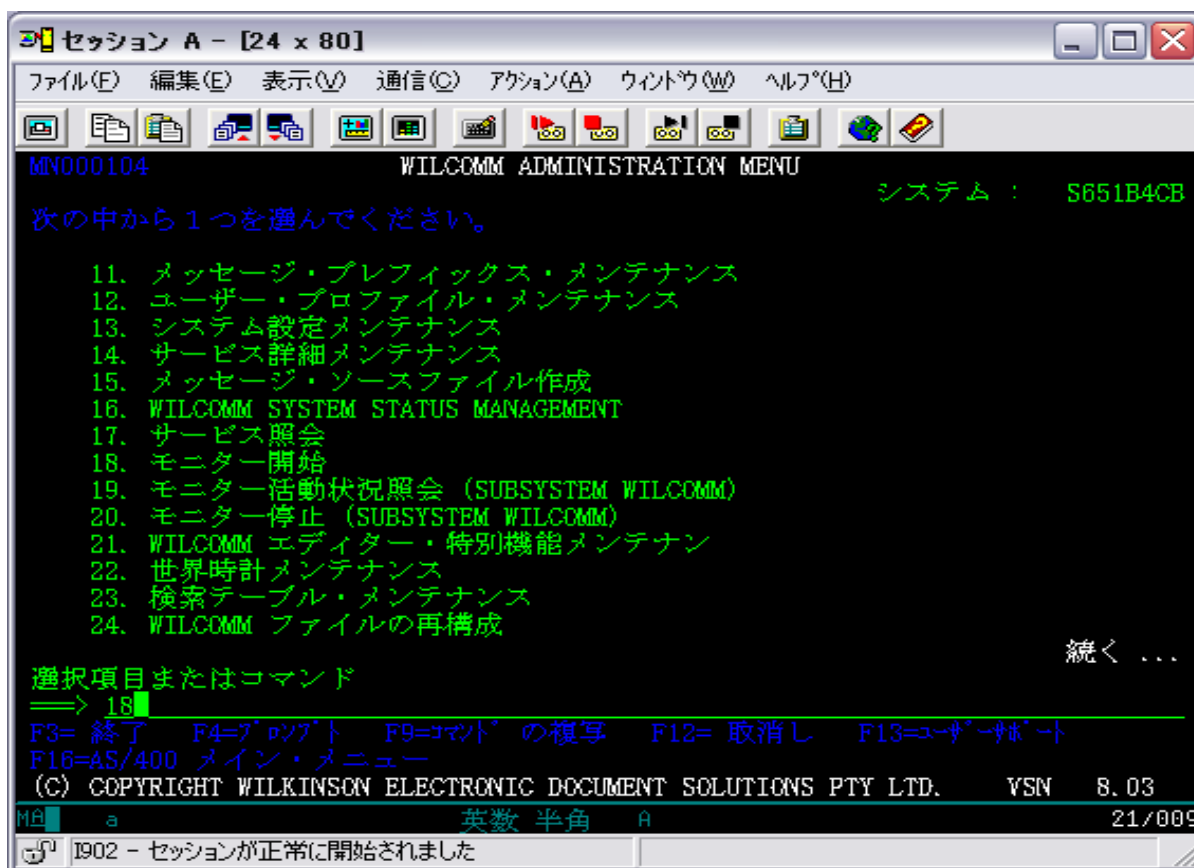 セッション A - [24 x 80]
ファイル(F) 編集(E) 表示(V) 通信(C) アクション(A) ウィンドウ(W) ヘルプ(H)
MN000104 WILCOMM ADMINISTRATION MENU
システム : S651B4CB
次の中から1つを選んでください。
11. メッセージ・プレフィックス・メンテナンス
12. ユーザー・プロファイル・メンテナンス
13. システム設定メンテナンス
14. サービス詳細メンテナンス
15. メッセージ・ソースファイル作成
16. WILCOMM SYSTEM STATUS MANAGEMENT
17. サービス照会
18. モニター開始
19. モニター活動状況照会 (SUBSYSTEM WILCOMM)
20. モニター停止 (SUBSYSTEM WILCOMM)
21. WILCOMM エディター・特別機能メンテナン
22. 世界時計メンテナンス
23. 検索テーブル・メンテナンス
24. WILCOMM ファイルの再構成
続く ...
選択項目またはコマンド
===> 18
F3= 終了 F4=プロンプト F9=コマンド の複写 F12= 取消し F13=ユーザーサポート
F16=AS/400 メイン・メニュー
(C) COPYRIGHT WILKINSON ELECTRONIC DOCUMENT SOLUTIONS PTY LTD. VSN 8.03
MA a 英数 半角 A 21/009
I902 - セッションが正常に開始されました